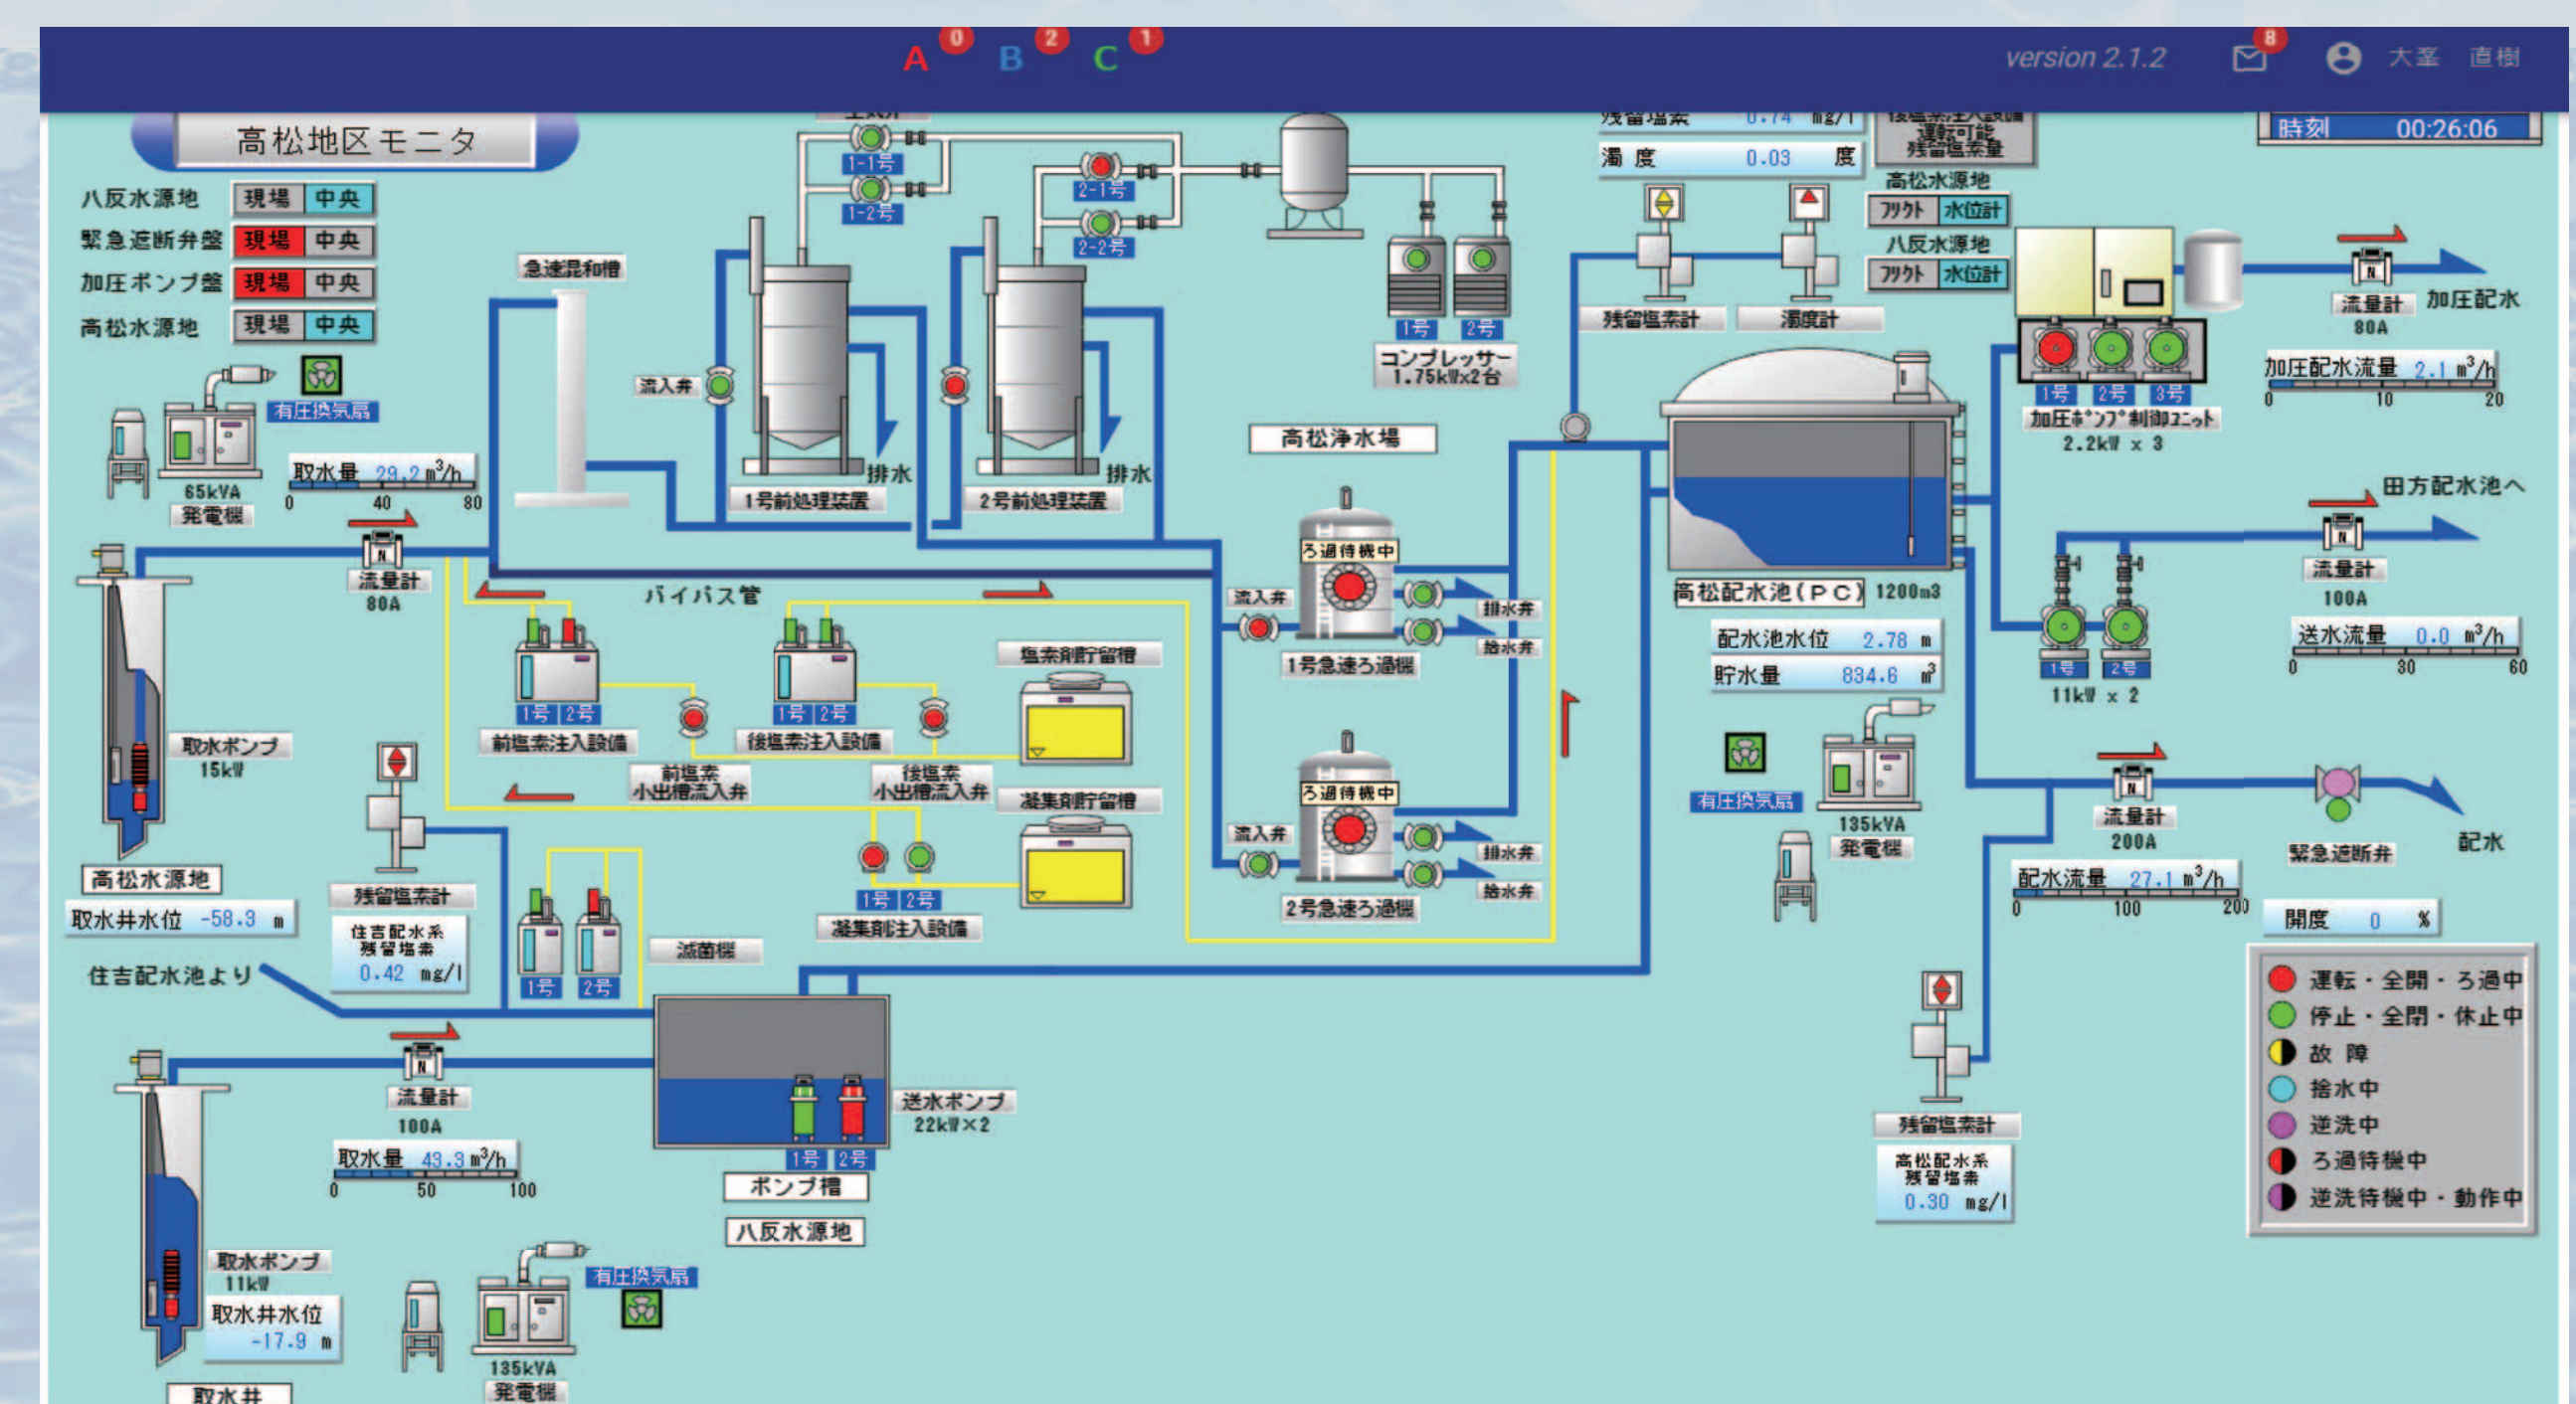 A 0 B 2 C 1
version 2.1.2
8
大峯 直樹
高松地区モニタ
八反水源地 現場 中央
緊急遮断弁盤 現場 中央
加圧ポンプ盤 現場 中央
高松水源地 現場 中央
有圧換気扇
65kVA
発電機
取水量 29.2 m³/h
0 40 80
流量計
80A
急速混和槽
1-1号
1-2号
2-1号
2-2号
流入弁
排水
排水
1号前処理装置
2号前処理装置
1号 2号
コンプレッサー
1.75kW×2台
残留塩素 0.74 mg/l
濁度 0.03 度
後塩素注入設備
運転可能
残留塩素量
時刻 00:26:06
高松水源地
フリクト 水位計
八反水源地
フリクト 水位計
残留塩素計
濁度計
流量計
80A
加圧配水
加圧配水流量 2.1 m³/h
0 10 20
1号 2号 3号
加圧ポンプ制御ユニット
2.2kW x 3
高松浄水場
ろ過待機中
流入弁
排水弁
捨水弁
1号急速ろ過機
ろ過待機中
流入弁
排水弁
捨水弁
2号急速ろ過機
高松配水池(PC) 1200m3
配水池水位 2.78 m
貯水量 834.6 m³
田方配水池へ
流量計
100A
送水流量 0.0 m³/h
0 30 60
1号 2号
11kW x 2
有圧換気扇
135kVA
発電機
流量計
200A
配水流量 27.1 m³/h
0 100 200
緊急遮断弁
配水
開度 0 %
バイパス管
取水ポンプ
15kW
高松水源地
取水井水位 -58.3 m
1号 2号
前塩素注入設備
1号 2号
後塩素注入設備
塩素剤貯留槽
前塩素
小出槽流入弁
後塩素
小出槽流入弁
凝集剤貯留槽
1号 2号
凝集剤注入設備
残留塩素計
住吉配水系
残留塩素
0.42 mg/l
1号 2号
滅菌機
住吉配水池より
流量計
100A
取水量 43.3 m³/h
0 50 100
送水ポンプ
22kW×2
1号 2号
ポンプ槽
八反水源地
取水ポンプ
11kW
取水井水位
-17.9 m
取水井
135kVA
発電機
有圧換気扇
残留塩素計
高松配水系
残留塩素
0.30 mg/l
運転・全開・ろ過中
停止・全閉・休止中
故障
捨水中
逆洗中
ろ過待機中
逆洗待機中・動作中